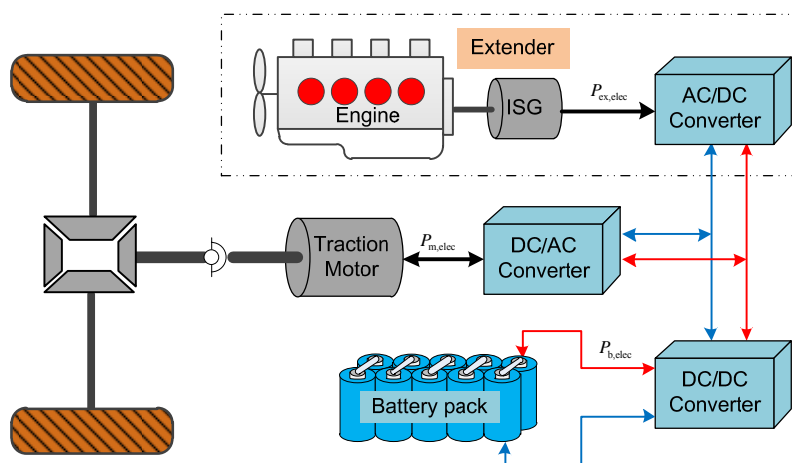 Extender
Engine
ISG
P_ex,elec
AC/DC
Converter
Traction
Motor
P_m,elec
DC/AC
Converter
P_b,elec
Battery pack
DC/DC
Converter